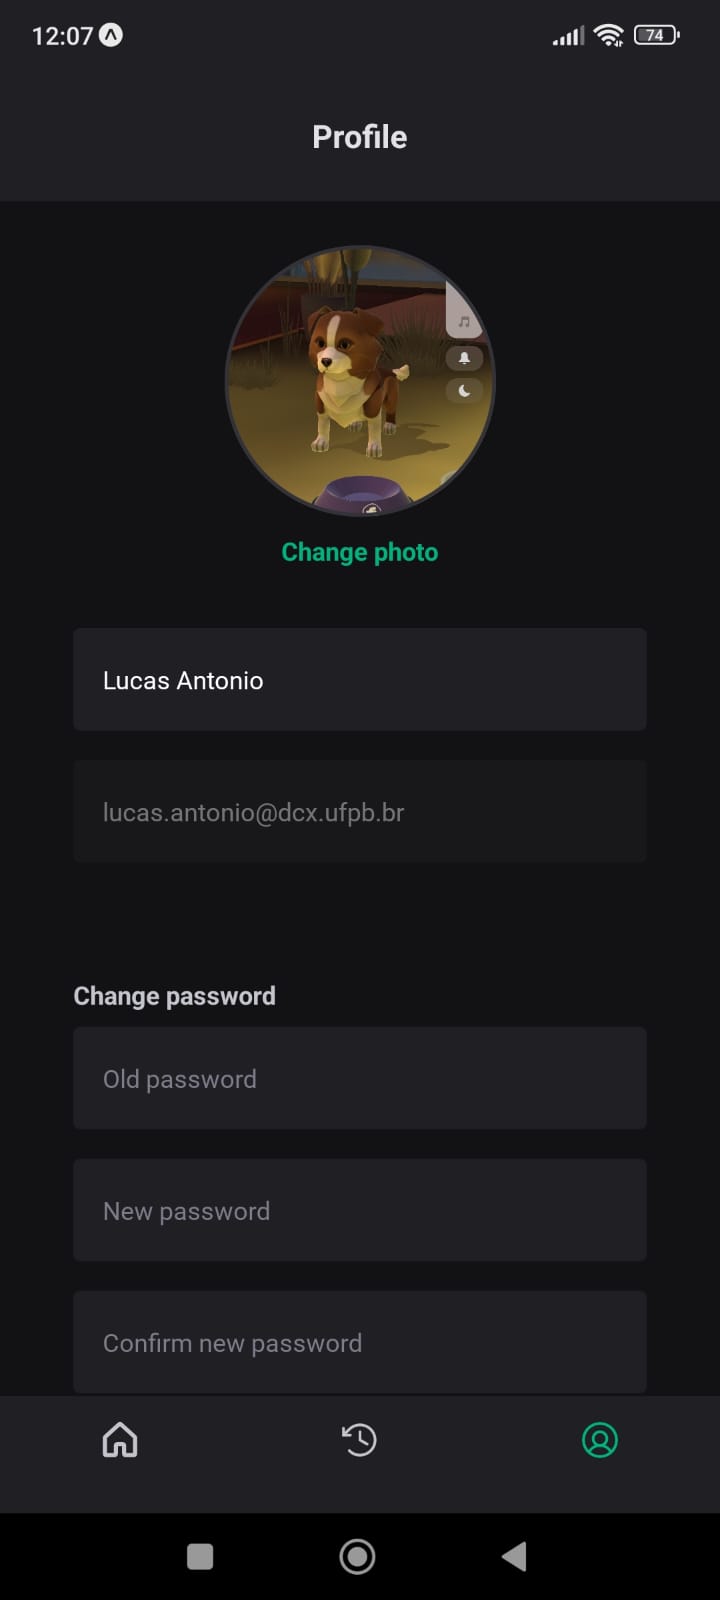 12:07
74
Profile
Change photo
Lucas Antonio
lucas.antonio@dcx.ufpb.br
Change password
Old password
New password
Confirm new password